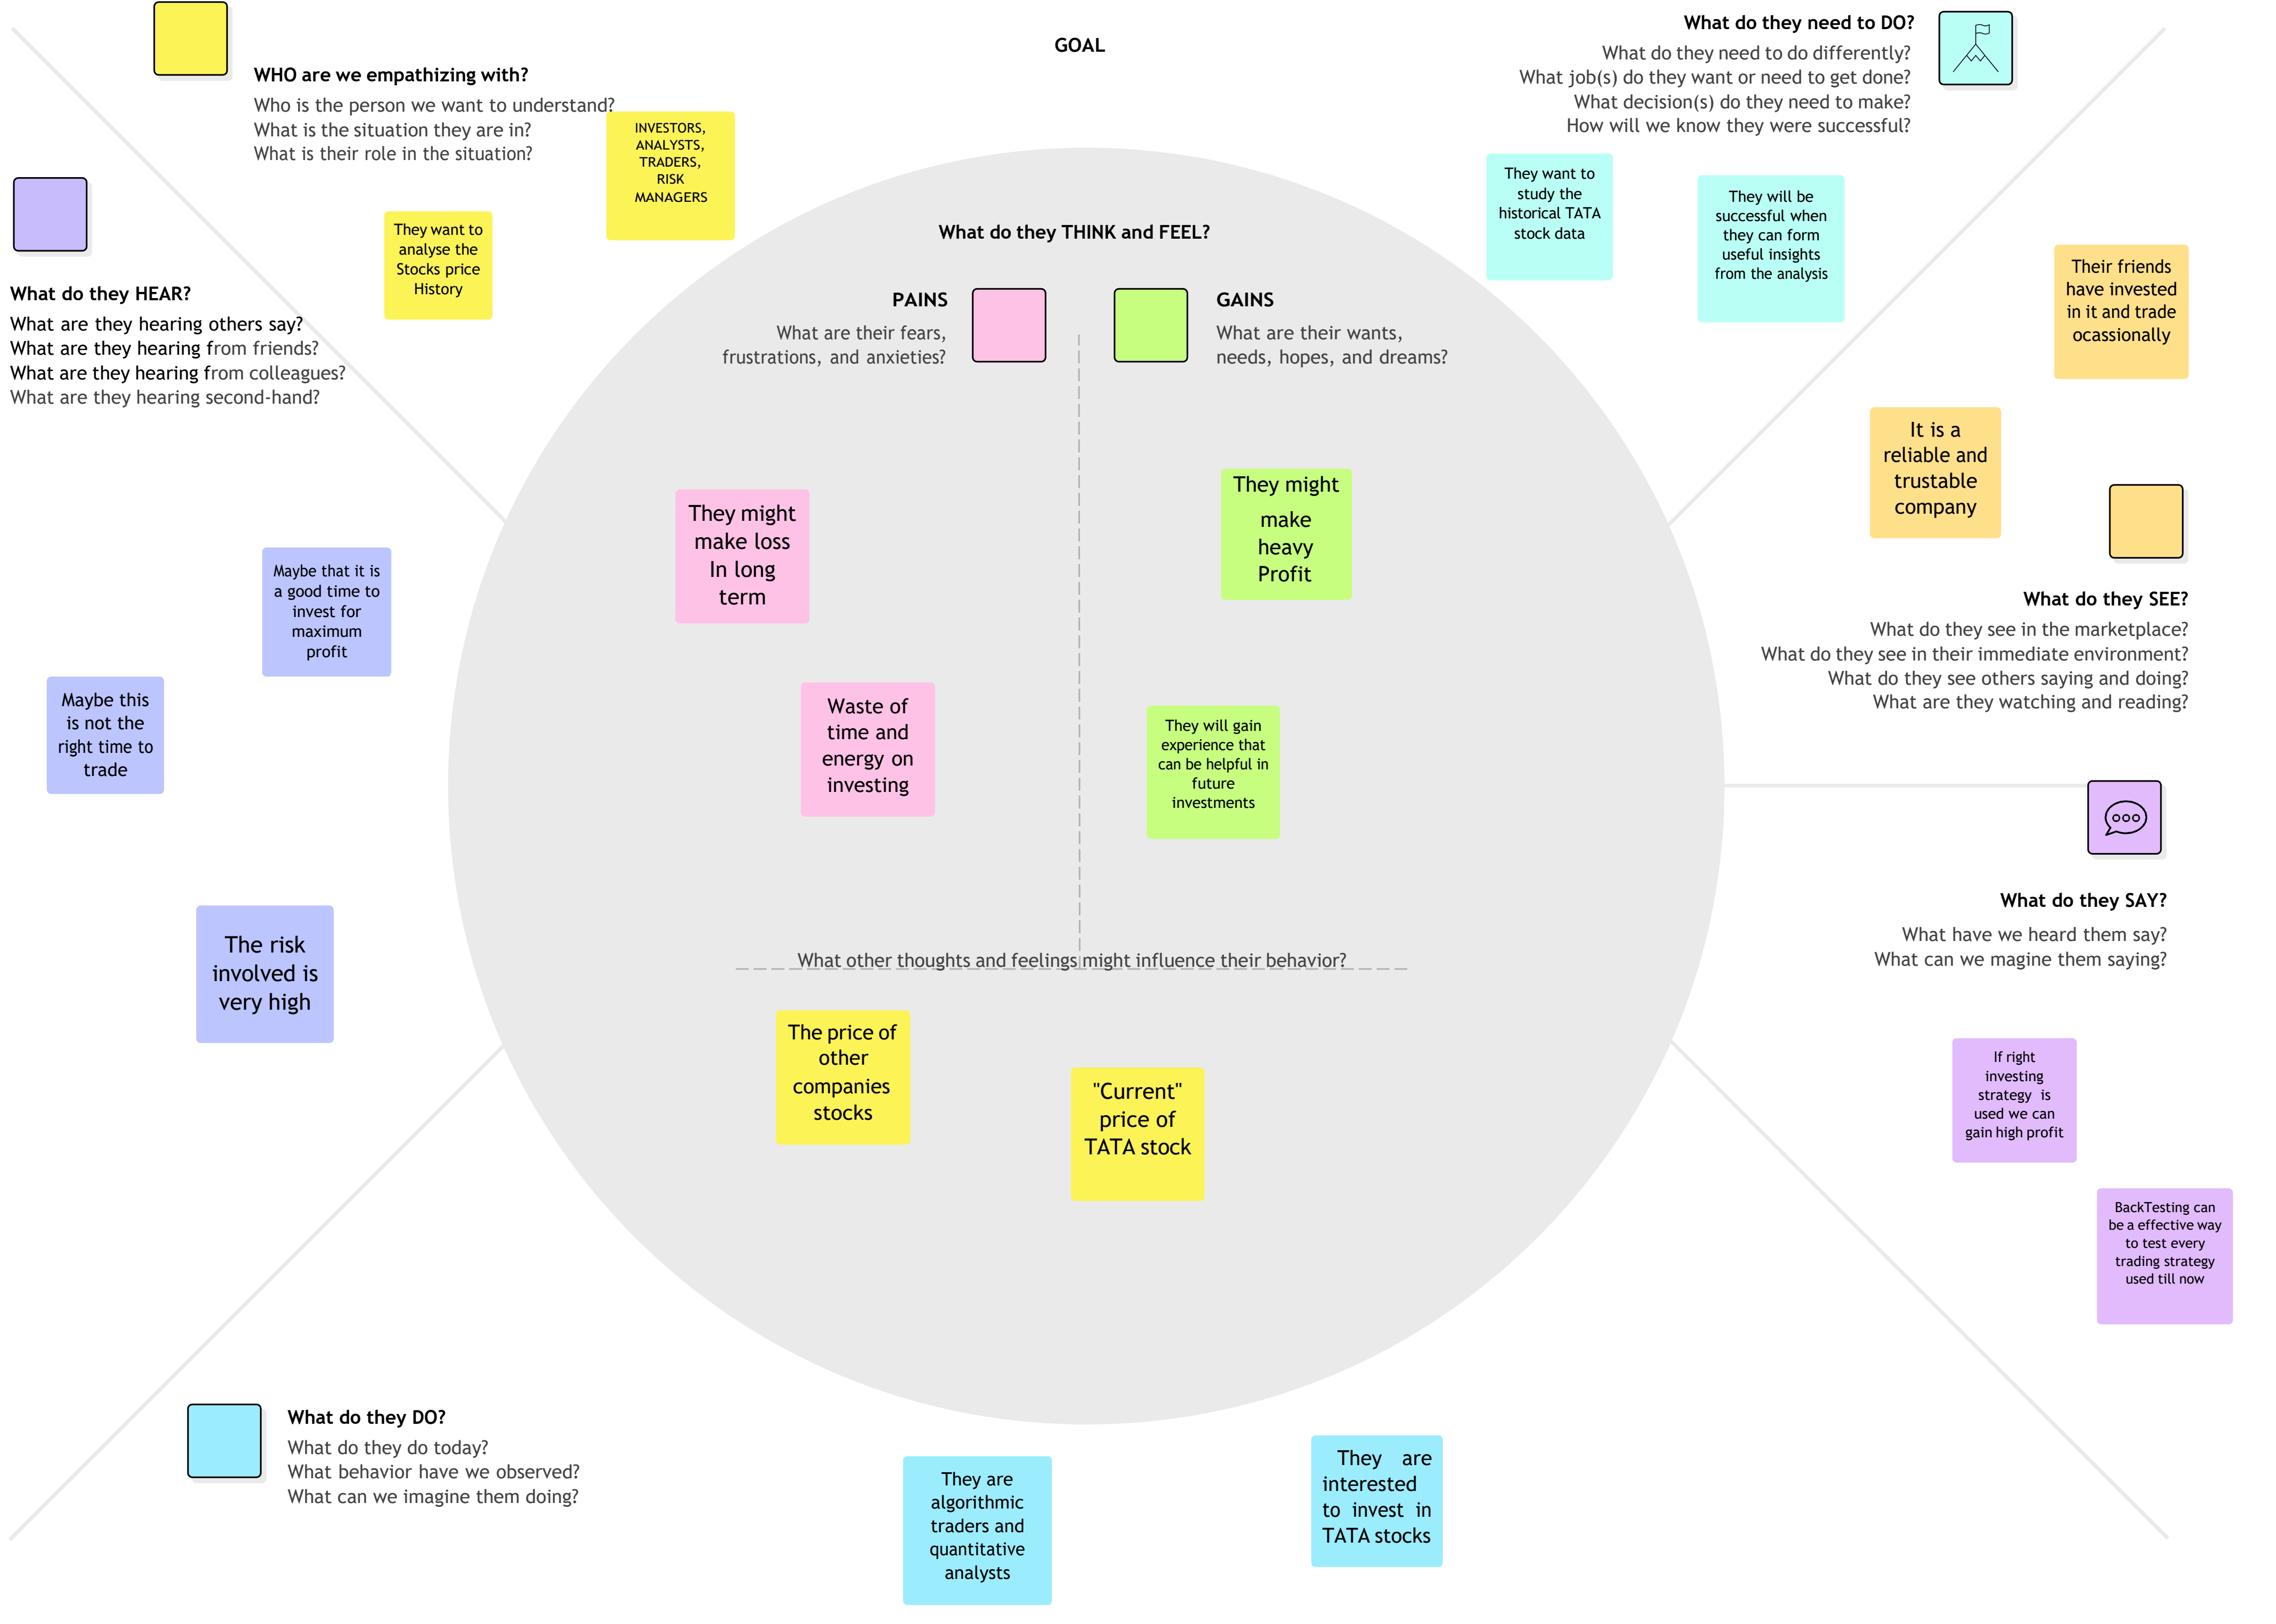 GOAL
WHO are we empathizing with?
Who is the person we want to understand?
What is the situation they are in?
What is their role in the situation?
INVESTORS,
ANALYSTS,
TRADERS,
RISK
MANAGERS
They want to
analyse the
Stocks price
History
What do they need to DO?
What do they need to do differently?
What job(s) do they want or need to get done?
What decision(s) do they need to make?
How will we know they were successful?
They want to
study the
historical TATA
stock data
They will be
successful when
they can form
useful insights
from the analysis
What do they HEAR?
What are they hearing others say?
What are they hearing from friends?
What are they hearing from colleagues?
What are they hearing second-hand?
Maybe that it is
a good time to
invest for
maximum
profit
Maybe this
is not the
right time to
trade
The risk
involved is
very high
What do they THINK and FEEL?
PAINS
What are their fears,
frustrations, and anxieties?
GAINS
What are their wants,
needs, hopes, and dreams?
They might
make loss
In long
term
Waste of
time and
energy on
investing
They might
make
heavy
Profit
They will gain
experience that
can be helpful in
future
investments
What other thoughts and feelings might influence their behavior?
The price of
other
companies
stocks
"Current"
price of
TATA stock
Their friends
have invested
in it and trade
ocassionally
It is a
reliable and
trustable
company
What do they SEE?
What do they see in the marketplace?
What do they see in their immediate environment?
What do they see others saying and doing?
What are they watching and reading?
What do they SAY?
What have we heard them say?
What can we magine them saying?
If right
investing
strategy is
used we can
gain high profit
BackTesting can
be a effective way
to test every
trading strategy
used till now
What do they DO?
What do they do today?
What behavior have we observed?
What can we imagine them doing?
They are
algorithmic
traders and
quantitative
analysts
They are
interested
to invest in
TATA stocks